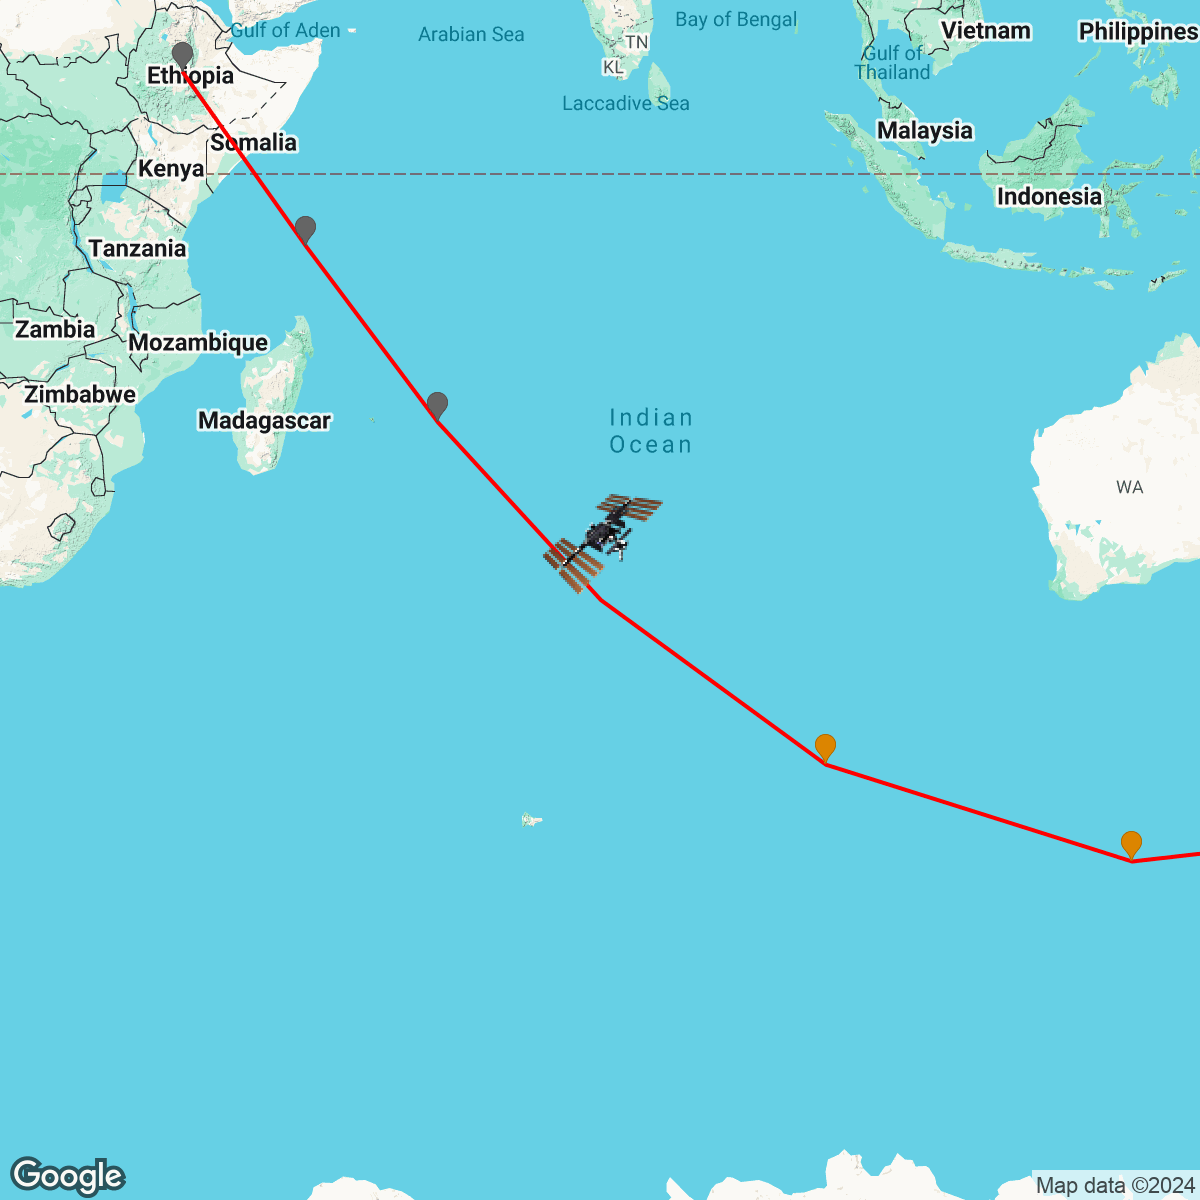 Gulf of Aden
Arabian Sea
Bay of Bengal
Vietnam
Philippines
TN
KL
Gulf of
Thailand
Ethiopia
Laccadive Sea
Malaysia
Somalia
Kenya
Indonesia
Tanzania
Zambia
Mozambique
Zimbabwe
Madagascar
Indian
Ocean
WA
Google
Map data ©2024